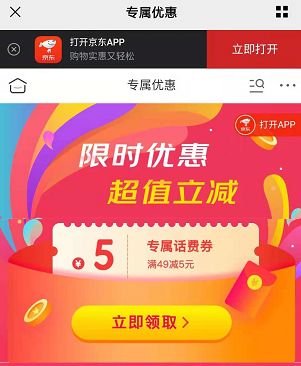 专属优惠
打开京东APP
购物实惠又轻松
京东
立即打开
专属优惠
打开APP
限时优惠
超值立减
¥5
专属话费券
满49减5元
立即领取